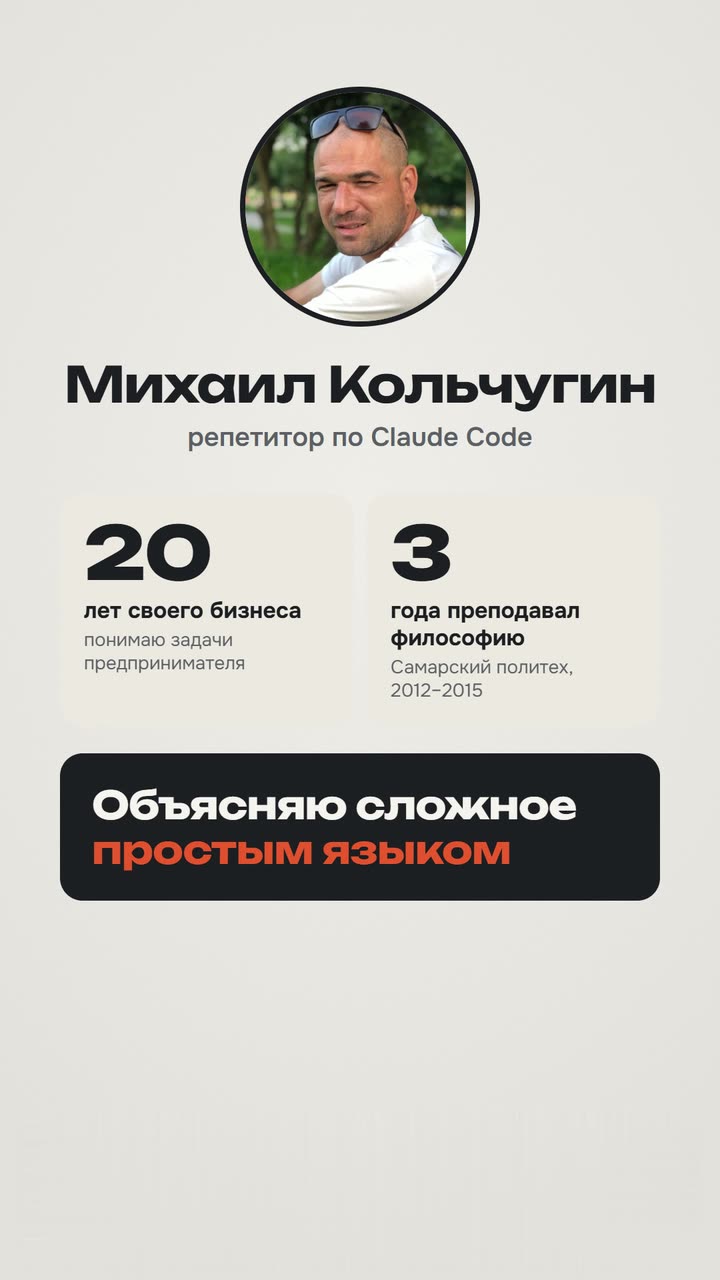 Михаил Кольчугин
репетитор по Claude Code
20
лет своего бизнеса
понимаю задачи
предпринимателя
3
года преподавал
философию
Самарский политех,
2012–2015
Объясняю сложное
простым языком